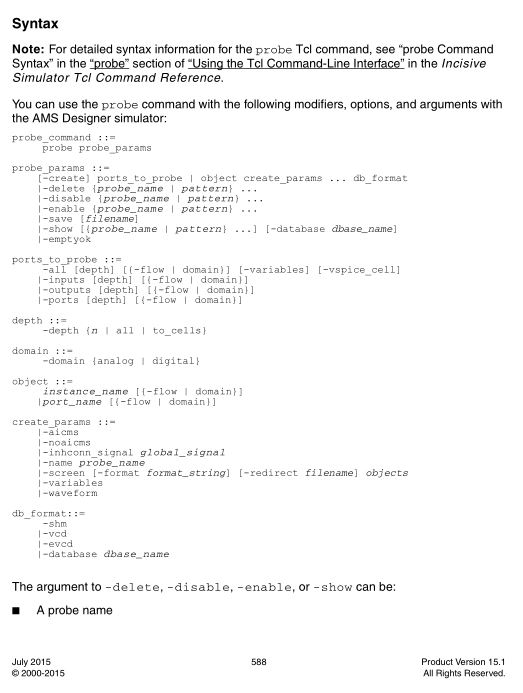 Syntax
Note: For detailed syntax information for the probe Tcl command, see “probe Command
Syntax” in the “probe” section of “Using the Tcl Command-Line Interface” in the Incisive
Simulator Tcl Command Reference.
You can use the probe command with the following modifiers, options, and arguments with
the AMS Designer simulator:
probe_command ::=
probe probe_params
probe_params ::=
[-create] ports_to_probe | object create_params ... db_format
|-delete {probe_name | pattern} ...
|-disable {probe_name | pattern} ...
|-enable {probe_name | pattern} ...
|-save [filename]
|-show [{probe_name | pattern} ...] [-database dbase_name]
|-emptyok
ports_to_probe ::=
-all [depth] [{-flow | domain}] [-variables] [-vspice_cell]
|-inputs [depth] [{-flow | domain}]
|-outputs [depth] [{-flow | domain}]
|-ports [depth] [{-flow | domain}]
depth ::=
-depth {n | all | to_cells}
domain ::=
-domain {analog | digital}
object ::=
instance_name [{-flow | domain}]
|port_name [{-flow | domain}]
create_params ::=
|-aicms
|-noaicms
|-inhconn_signal global_signal
|-name probe_name
|-screen [-format format_string] [-redirect filename] objects
|-variables
|-waveform
db_format::=
-shm
|-vcd
|-evcd
|-database dbase_name
The argument to -delete, -disable, -enable, or -show can be:
■ A probe name
July 2015 588 Product Version 15.1
© 2000-2015 All Rights Reserved.